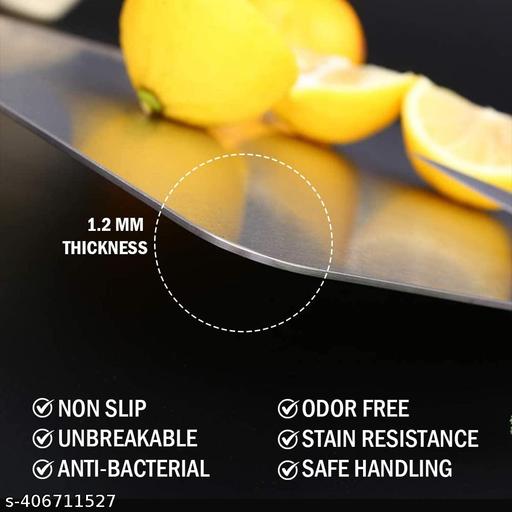 1.2 MM
THICKNESS
NON SLIP
UNBREAKABLE
ANTI-BACTERIAL
ODOR FREE
STAIN RESISTANCE
SAFE HANDLING
s-406711527